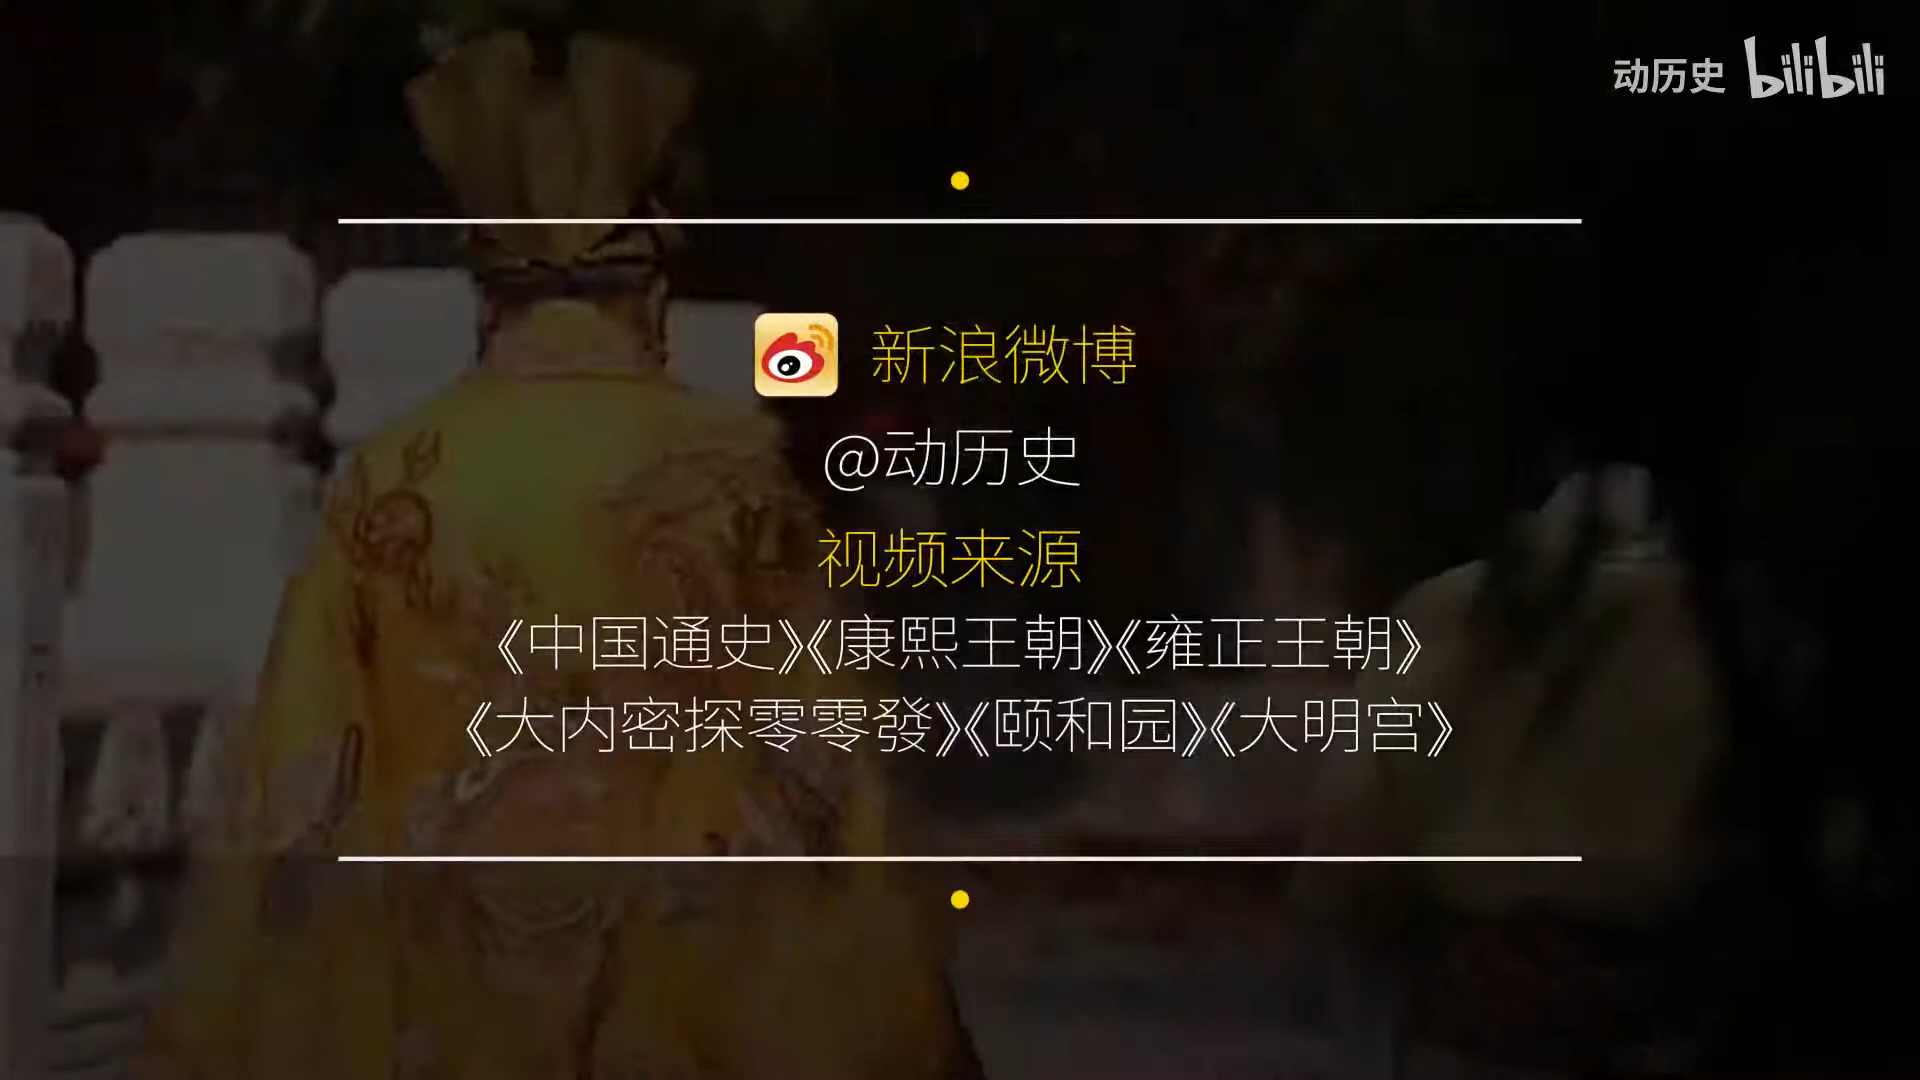 动历史 bilibili
新浪微博
@动历史
视频来源
《中国通史》《康熙王朝》《雍正王朝》
《大内密探零零發》《颐和园》《大明宫》